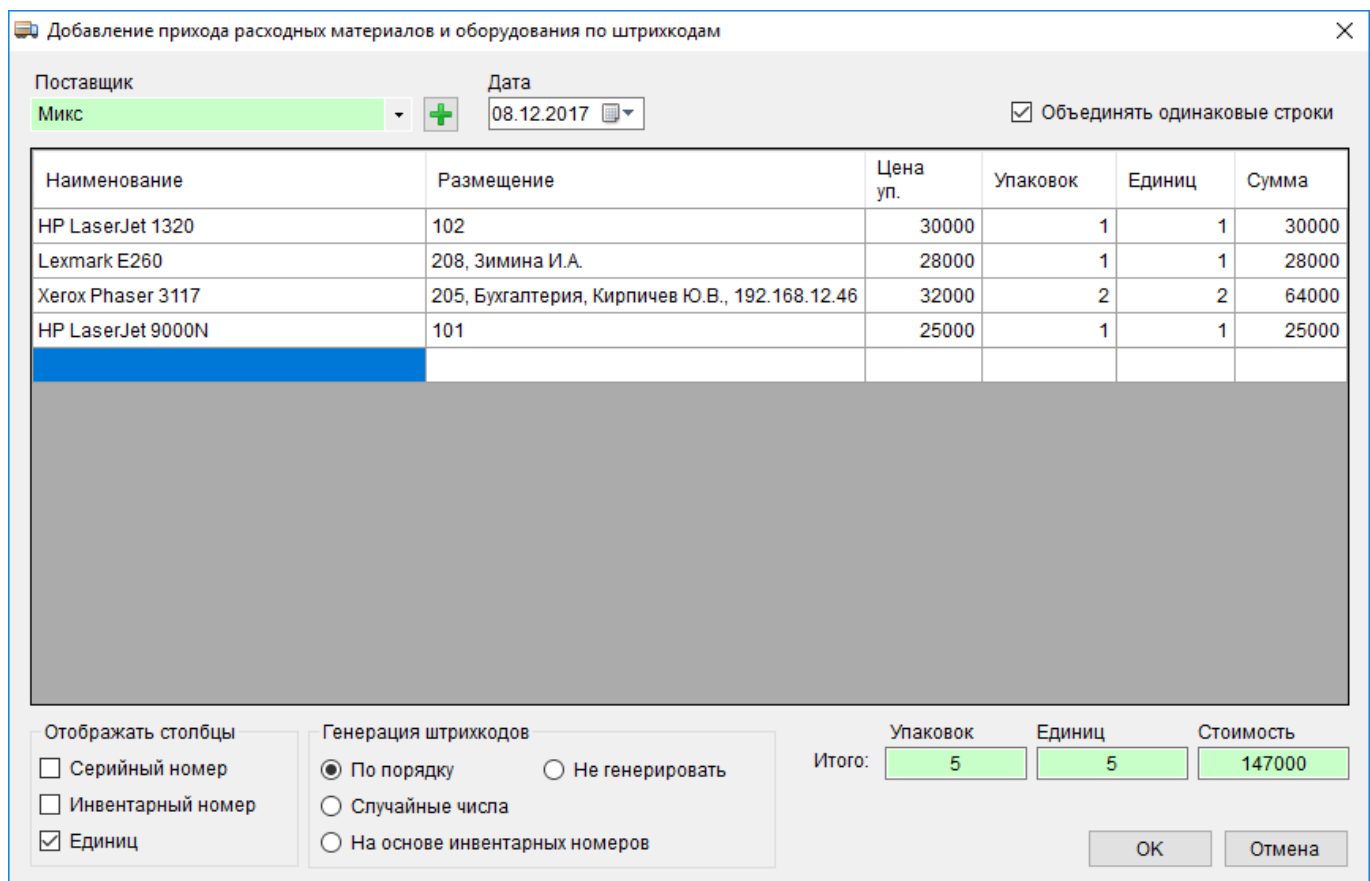 Добавление прихода расходных материалов и оборудования по штрихкодам
Поставщик Дата
Микс 08.12.2017 Объединять одинаковые строки
Наименование Размещение Цена уп. Упаковок Единиц Сумма
HP LaserJet 1320 102 30000 1 1 30000
Lexmark E260 208, Зимина И.А. 28000 1 1 28000
Xerox Phaser 3117 205, Бухгалтерия, Кирпичев Ю.В., 192.168.12.46 32000 2 2 64000
HP LaserJet 9000N 101 25000 1 1 25000
Отображать столбцы Генерация штрихкодов Упаковок Единиц Стоимость
Серийный номер По порядку Не генерировать Итого: 5 5 147000
Инвентарный номер Случайные числа
Единиц На основе инвентарных номеров OK Отмена